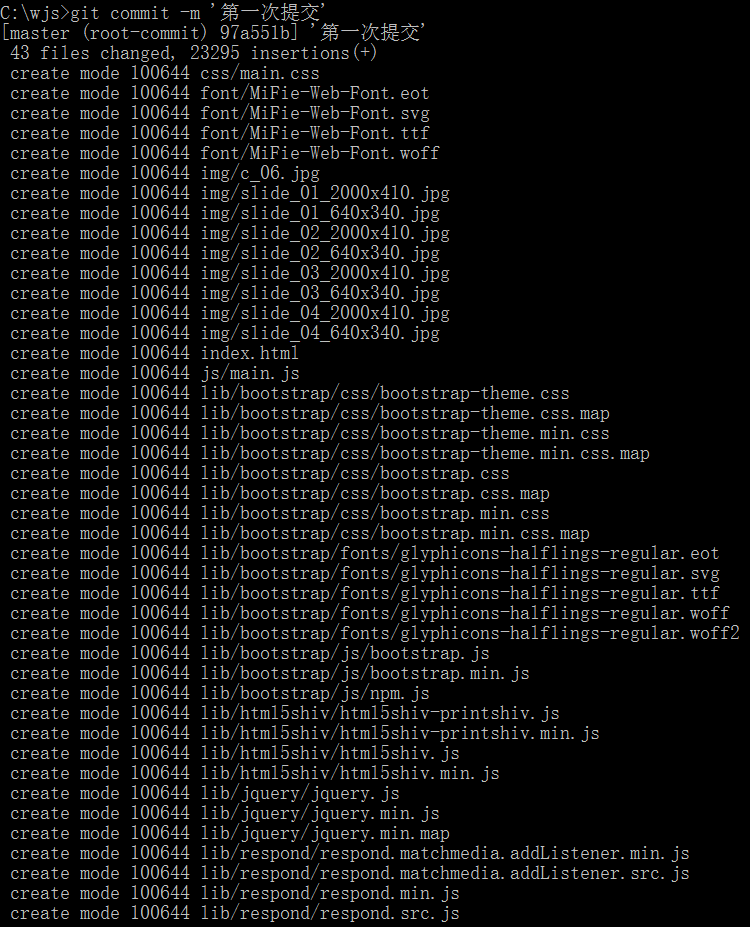 C:\wjs>git commit -m '第一次提交'
[master (root-commit) 97a551b] '第一次提交'
 43 files changed, 23295 insertions(+)
 create mode 100644 css/main.css
 create mode 100644 font/MiFie-Web-Font.eot
 create mode 100644 font/MiFie-Web-Font.svg
 create mode 100644 font/MiFie-Web-Font.ttf
 create mode 100644 font/MiFie-Web-Font.woff
 create mode 100644 img/c_06.jpg
 create mode 100644 img/slide_01_2000x410.jpg
 create mode 100644 img/slide_01_640x340.jpg
 create mode 100644 img/slide_02_2000x410.jpg
 create mode 100644 img/slide_02_640x340.jpg
 create mode 100644 img/slide_03_2000x410.jpg
 create mode 100644 img/slide_03_640x340.jpg
 create mode 100644 img/slide_04_2000x410.jpg
 create mode 100644 img/slide_04_640x340.jpg
 create mode 100644 index.html
 create mode 100644 js/main.js
 create mode 100644 lib/bootstrap/css/bootstrap-theme.css
 create mode 100644 lib/bootstrap/css/bootstrap-theme.css.map
 create mode 100644 lib/bootstrap/css/bootstrap-theme.min.css
 create mode 100644 lib/bootstrap/css/bootstrap-theme.min.css.map
 create mode 100644 lib/bootstrap/css/bootstrap.css
 create mode 100644 lib/bootstrap/css/bootstrap.css.map
 create mode 100644 lib/bootstrap/css/bootstrap.min.css
 create mode 100644 lib/bootstrap/css/bootstrap.min.css.map
 create mode 100644 lib/bootstrap/fonts/glyphicons-halflings-regular.eot
 create mode 100644 lib/bootstrap/fonts/glyphicons-halflings-regular.svg
 create mode 100644 lib/bootstrap/fonts/glyphicons-halflings-regular.ttf
 create mode 100644 lib/bootstrap/fonts/glyphicons-halflings-regular.woff
 create mode 100644 lib/bootstrap/fonts/glyphicons-halflings-regular.woff2
 create mode 100644 lib/bootstrap/js/bootstrap.js
 create mode 100644 lib/bootstrap/js/bootstrap.min.js
 create mode 100644 lib/bootstrap/js/npm.js
 create mode 100644 lib/html5shiv/html5shiv-printshiv.js
 create mode 100644 lib/html5shiv/html5shiv-printshiv.min.js
 create mode 100644 lib/html5shiv/html5shiv.js
 create mode 100644 lib/html5shiv/html5shiv.min.js
 create mode 100644 lib/jquery/jquery.js
 create mode 100644 lib/jquery/jquery.min.js
 create mode 100644 lib/jquery/jquery.min.map
 create mode 100644 lib/respond/respond.matchmedia.addListener.min.js
 create mode 100644 lib/respond/respond.matchmedia.addListener.src.js
 create mode 100644 lib/respond/respond.min.js
 create mode 100644 lib/respond/respond.src.js